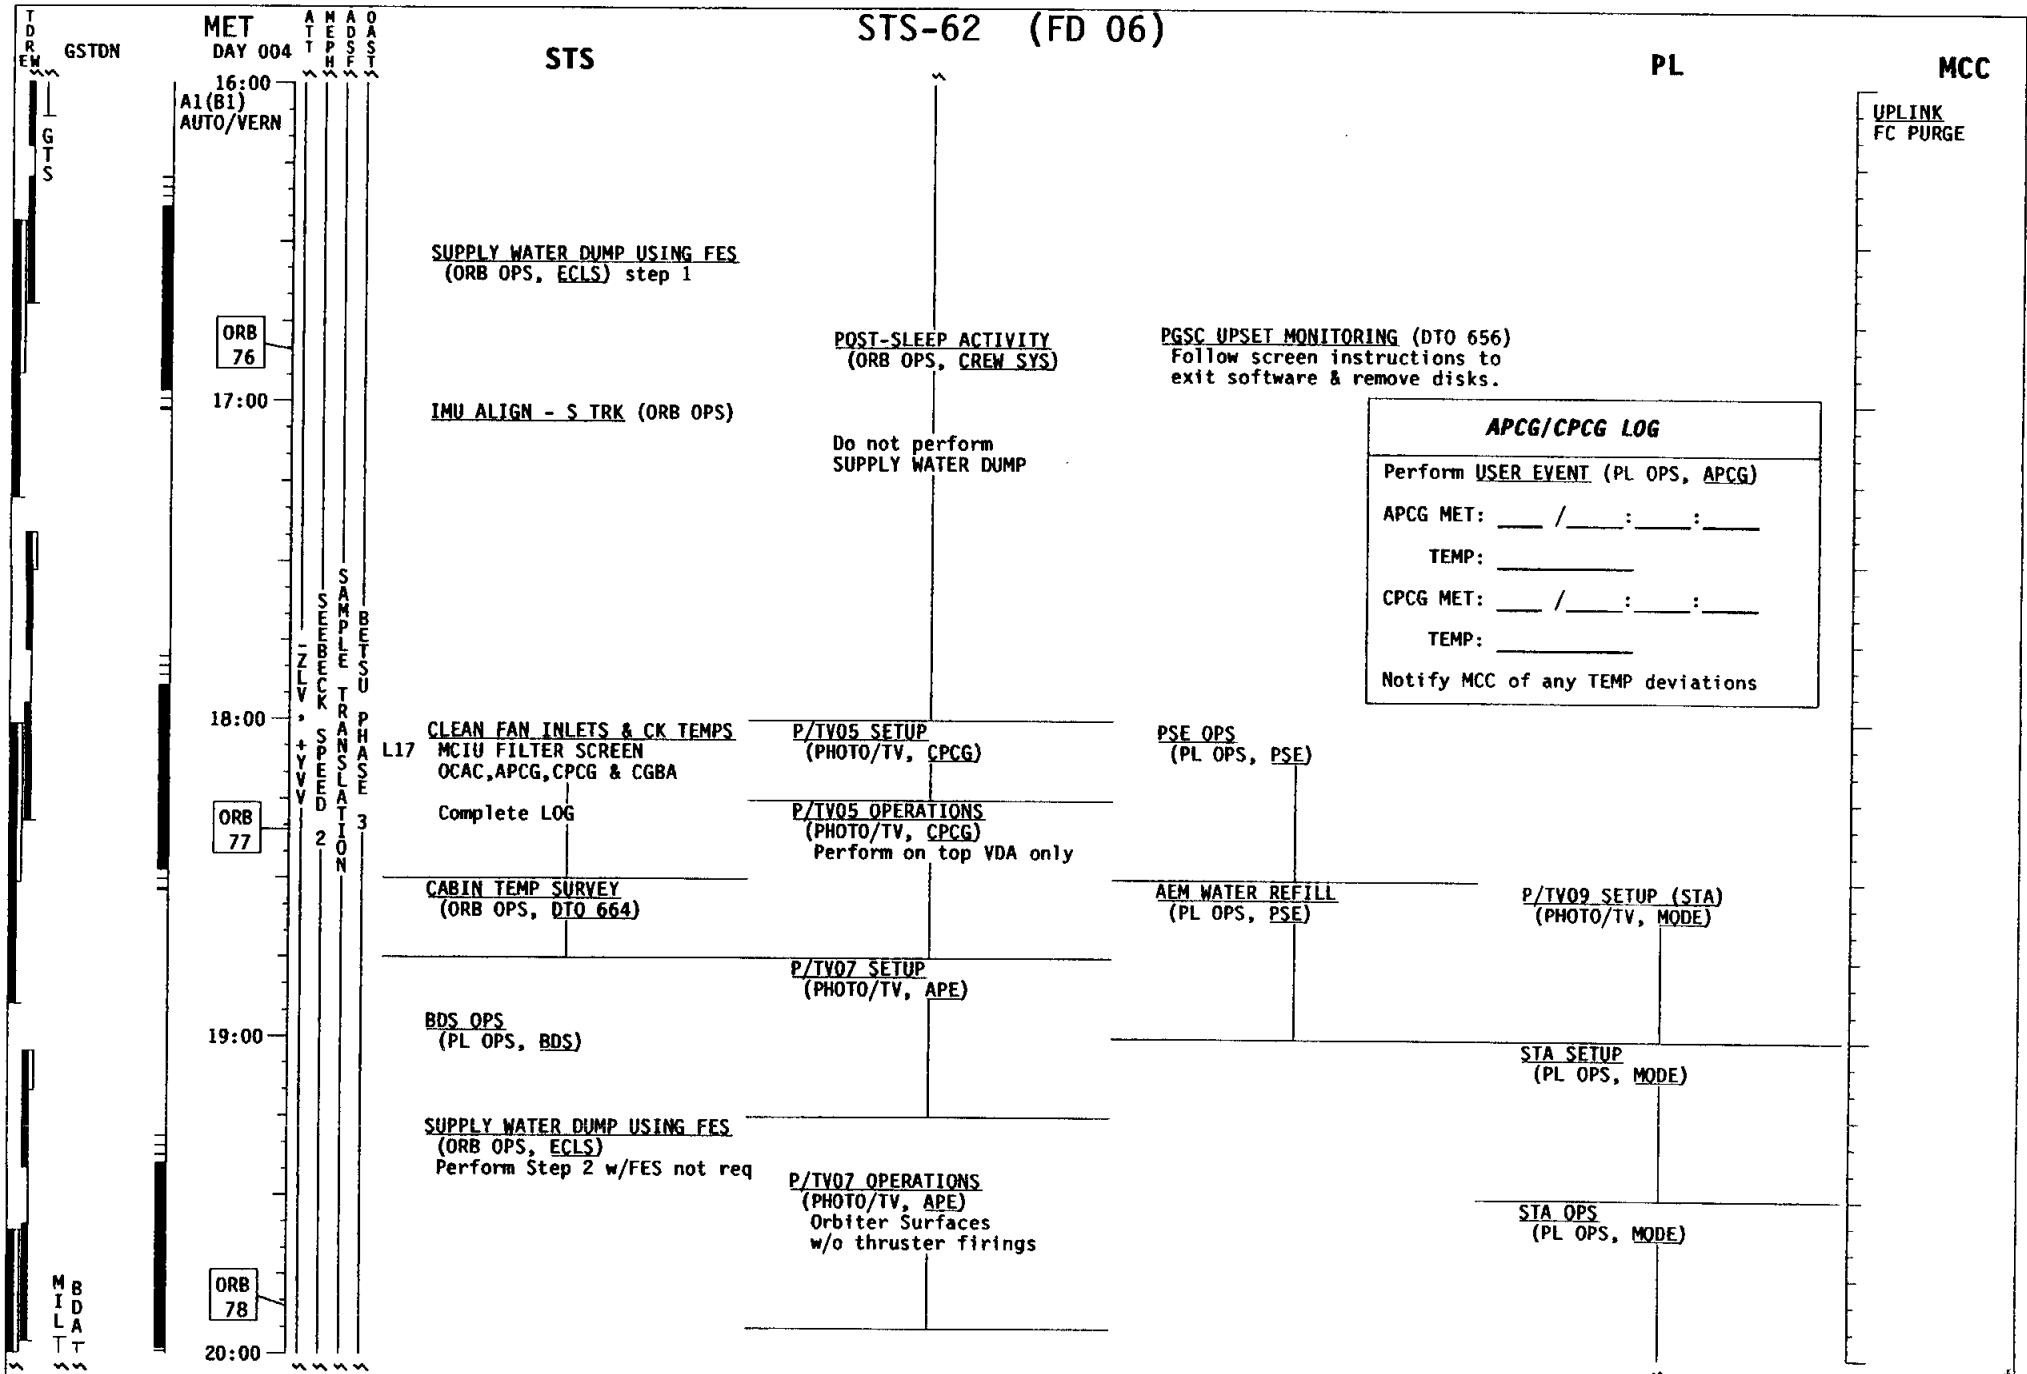 STS-62 (FD 06)
TDRE W
GSTDN
MET
DAY 004
ATT
MEPH
ADSF
OAST
STS
PL
MCC
16:00
A1(B1)
AUTO/VERN
GTS
UPLINK
FC PURGE
SUPPLY WATER DUMP USING FES
(ORB OPS, ECLS) step 1
ORB
76
POST-SLEEP ACTIVITY
(ORB OPS, CREW SYS)
PGSC UPSET MONITORING (DTO 656)
Follow screen instructions to
exit software & remove disks.
17:00
IMU ALIGN - S TRK (ORB OPS)
Do not perform
SUPPLY WATER DUMP
APCG/CPCG LOG
Perform USER EVENT (PL OPS, APCG)
APCG MET: ____ /____:____:____
TEMP: ____________
CPCG MET: ____ /____:____:____
TEMP: ____________
Notify MCC of any TEMP deviations
-ZLV, +YVV
SEEBECK SPEED 2
SAMPLE TRANSLATION
BETSU PHASE 3
18:00
L17
CLEAN FAN INLETS & CK TEMPS
MCIU FILTER SCREEN
OCAC,APCG,CPCG & CGBA
Complete LOG
P/TV05 SETUP
(PHOTO/TV, CPCG)
PSE OPS
(PL OPS, PSE)
ORB
77
P/TV05 OPERATIONS
(PHOTO/TV, CPCG)
Perform on top VDA only
CABIN TEMP SURVEY
(ORB OPS, DTO 664)
AEM WATER REFILL
(PL OPS, PSE)
P/TV09 SETUP (STA)
(PHOTO/TV, MODE)
P/TV07 SETUP
(PHOTO/TV, APE)
19:00
BDS OPS
(PL OPS, BDS)
STA SETUP
(PL OPS, MODE)
SUPPLY WATER DUMP USING FES
(ORB OPS, ECLS)
Perform Step 2 w/FES not req
P/TV07 OPERATIONS
(PHOTO/TV, APE)
Orbiter Surfaces
w/o thruster firings
STA OPS
(PL OPS, MODE)
MIL
BDA
ORB
78
20:00